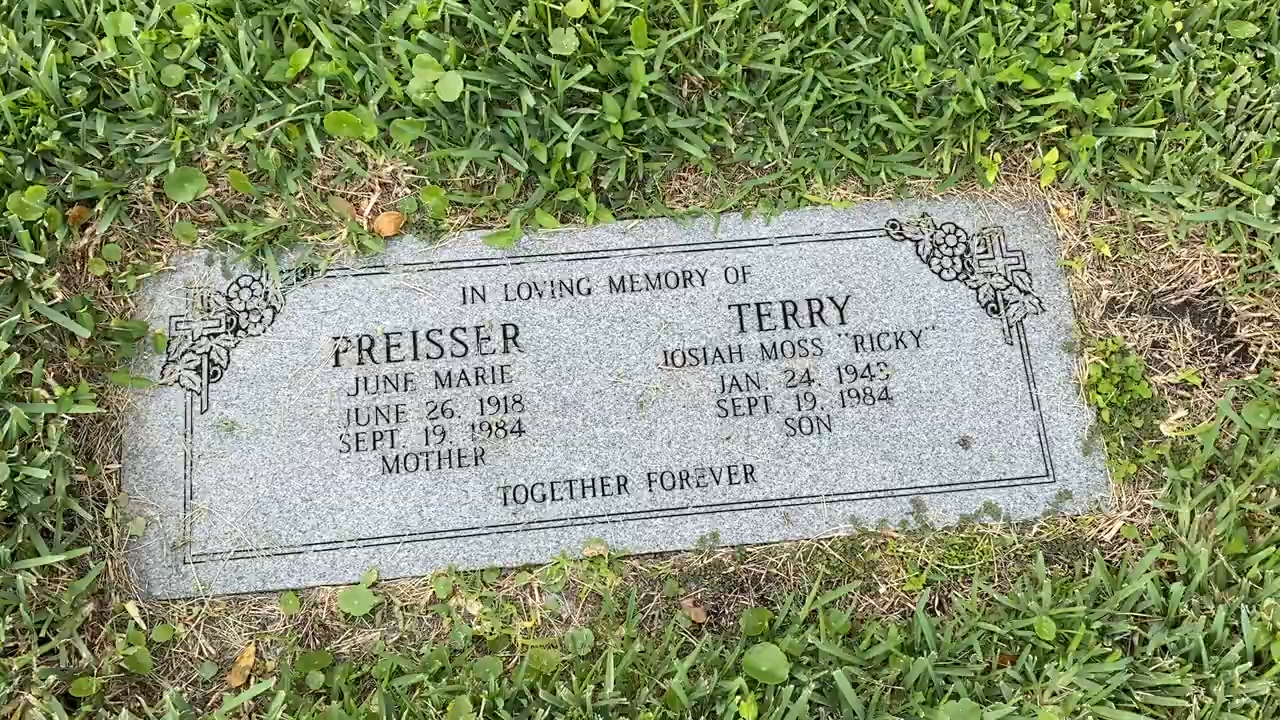 IN LOVING MEMORY OF
PREISSER
JUNE MARIE
JUNE 26, 1918
SEPT. 19, 1984
MOTHER
TERRY
JOSIAH MOSS "RICKY"
JAN. 24, 1943
SEPT. 19, 1984
SON
TOGETHER FOREVER